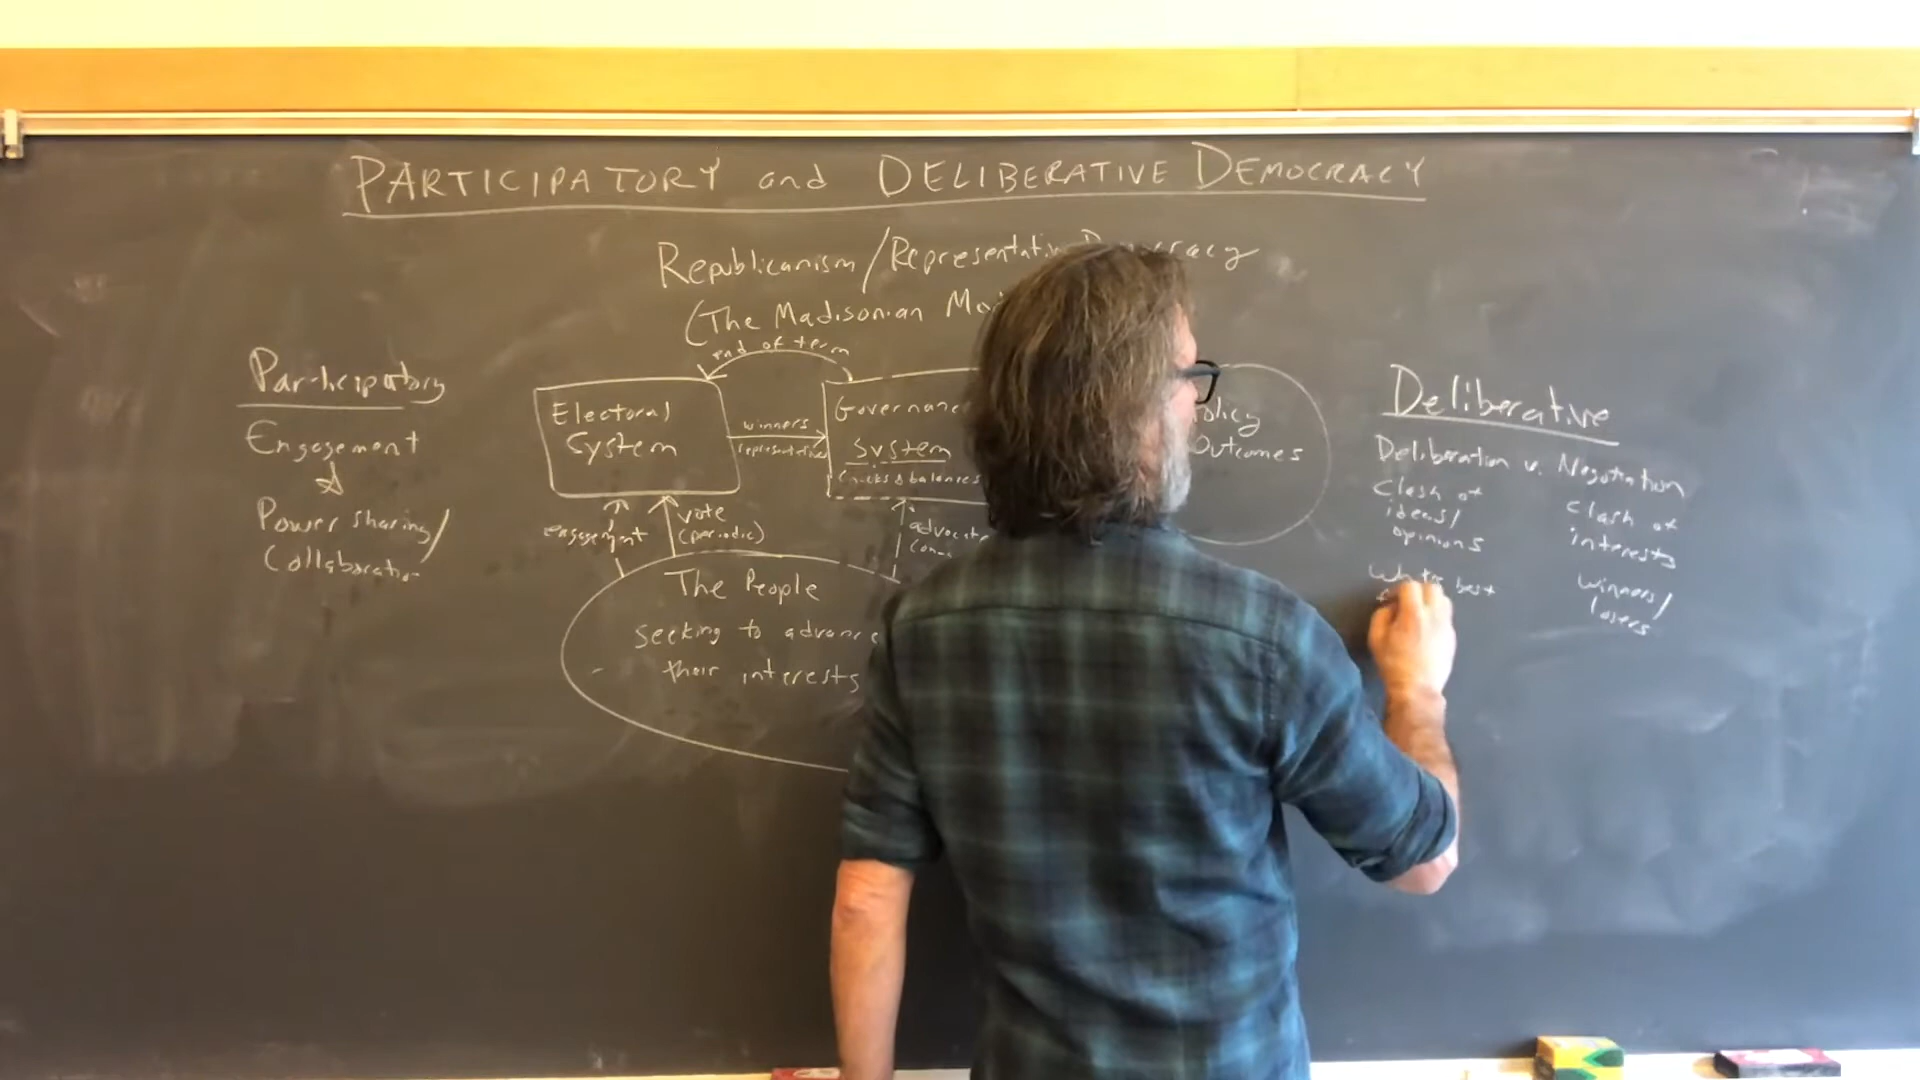 PARTICIPATORY and DELIBERATIVE DEMOCRACY
Republicanism/Representative Democracy
(The Madisonian
end of term
Participatory
Engagement
&
Power sharing/
Collaboration
Electoral
System
winners
representatives
Governance
System
checks & balances
Policy
Outcomes
engagement
vote
(periodic)
advocate
The People
seeking to advance
their interests
Deliberative
Deliberation v. Negotiation
Clash of
ideas/
opinions
Clash of
interests
What's best
winners/
losers